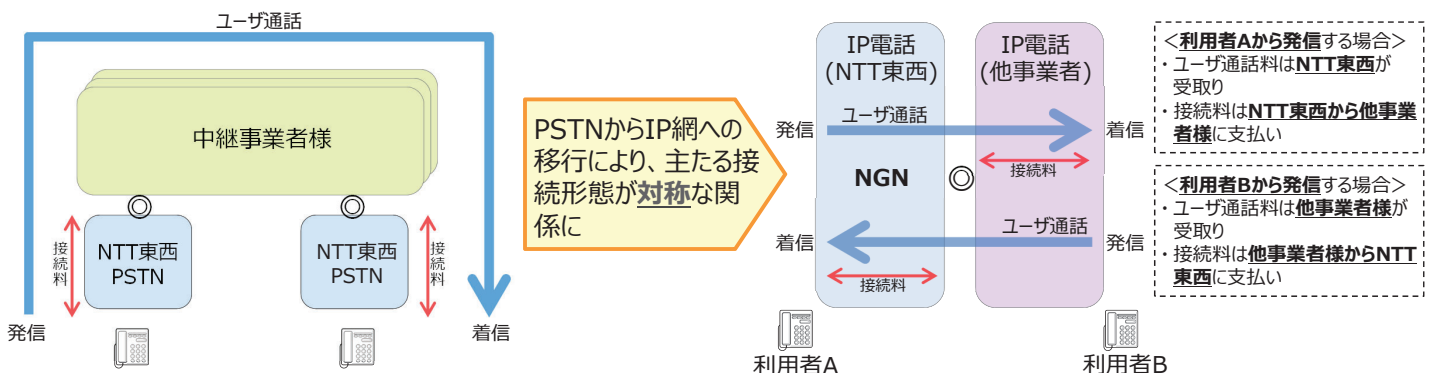 ユーザ通話
中継事業者様
接続料
NTT東西
PSTN
NTT東西
PSTN
接続料
発信
着信
PSTNからIP網への
移行により、主たる接
続形態が対称な関
係に
IP電話
(NTT東西)
IP電話
(他事業者)
発信
ユーザ通話
着信
接続料
NGN
着信
ユーザ通話
発信
接続料
利用者A
利用者B
<利用者Aから発信する場合>
・ユーザ通話料はNTT東西が
受取り
・接続料はNTT東西から他事業
者様に支払い
<利用者Bから発信する場合>
・ユーザ通話料は他事業者様が
受取り
・接続料は他事業者様からNTT
東西に支払い